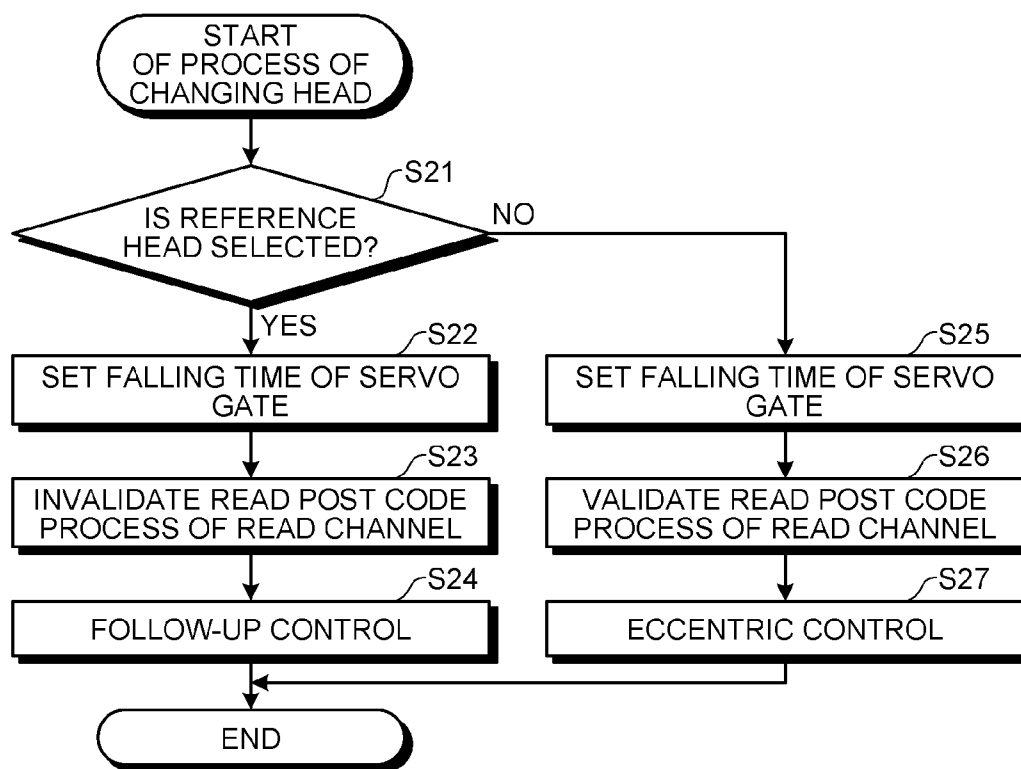 START
OF PROCESS OF
CHANGING HEAD
S21
IS REFERENCE
HEAD SELECTED?
NO
YES
S22
SET FALLING TIME OF SERVO
GATE
S23
INVALIDATE READ POST CODE
PROCESS OF READ CHANNEL
S24
FOLLOW-UP CONTROL
S25
SET FALLING TIME OF SERVO
GATE
S26
VALIDATE READ POST CODE
PROCESS OF READ CHANNEL
S27
ECCENTRIC CONTROL
END